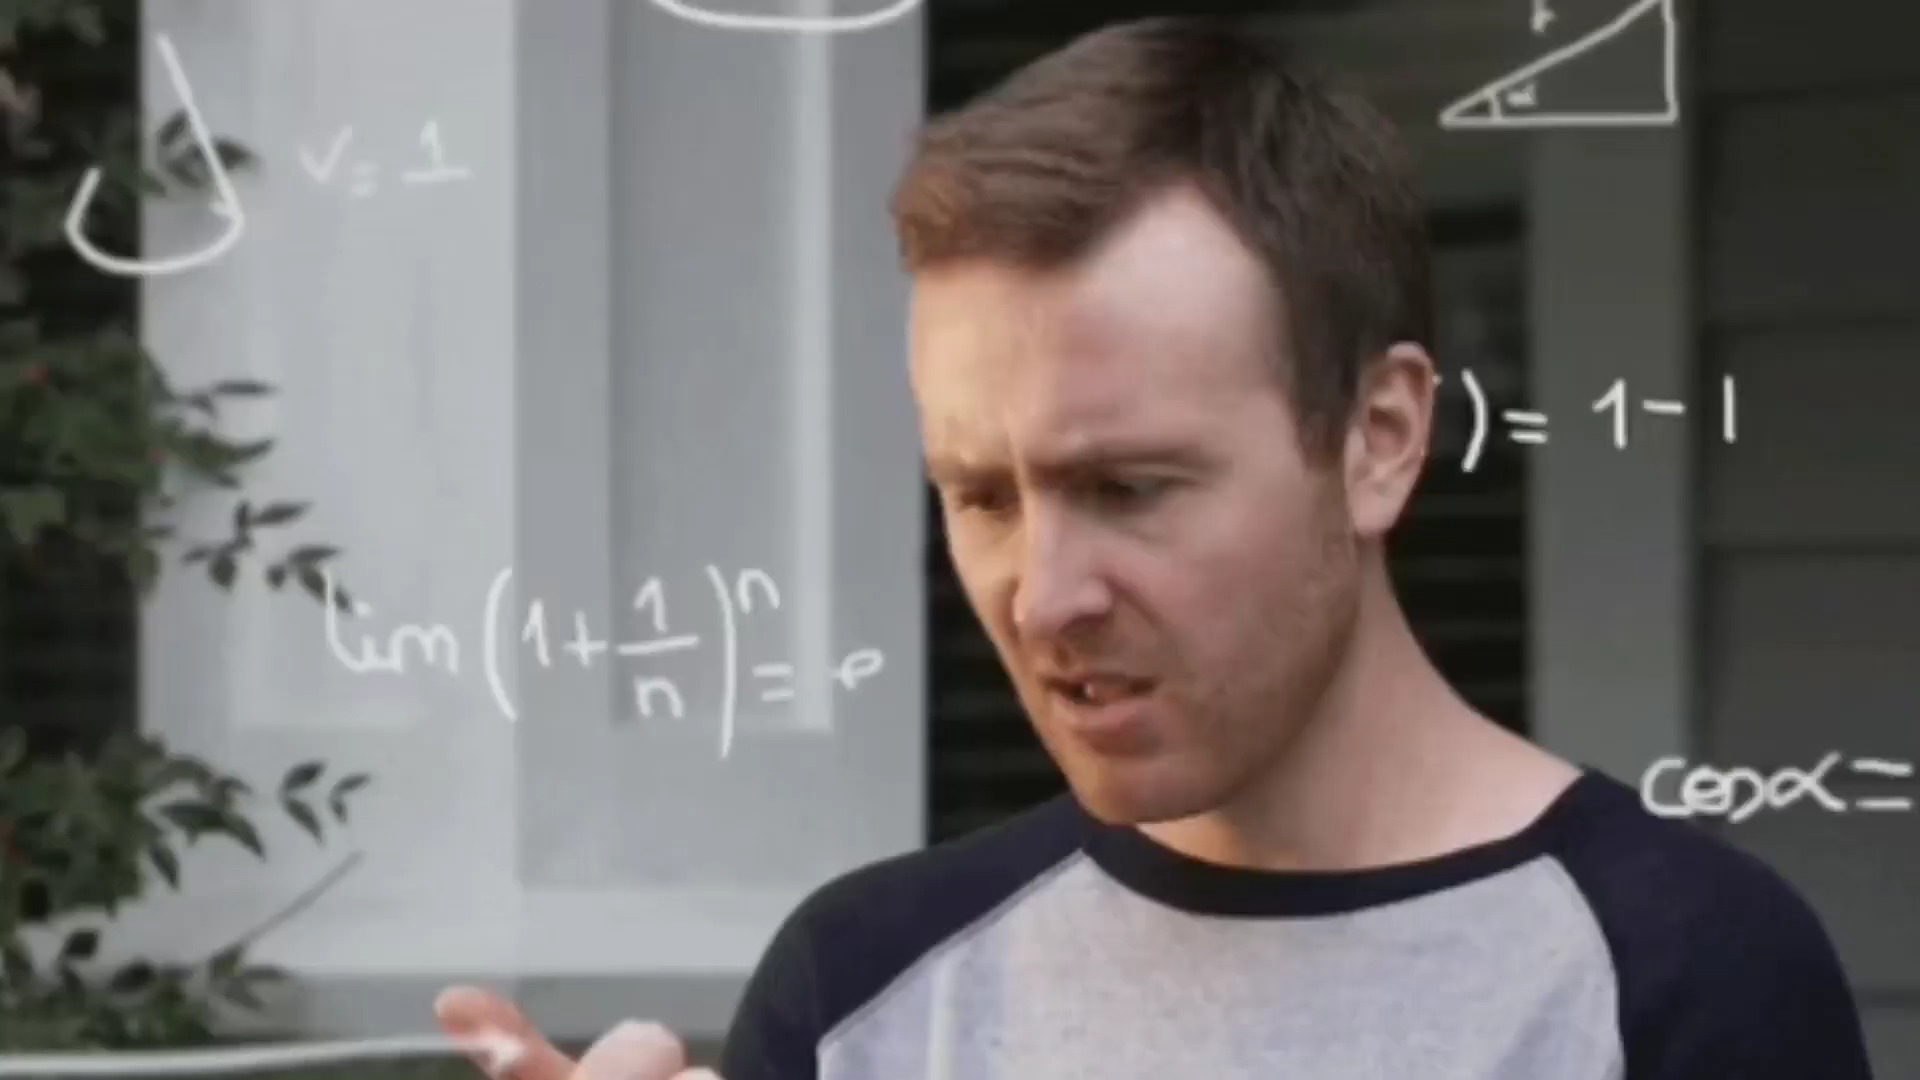 r
α
V = 1
) = 1 - 1
lim (1 + 1/n)^n = e
cos α =